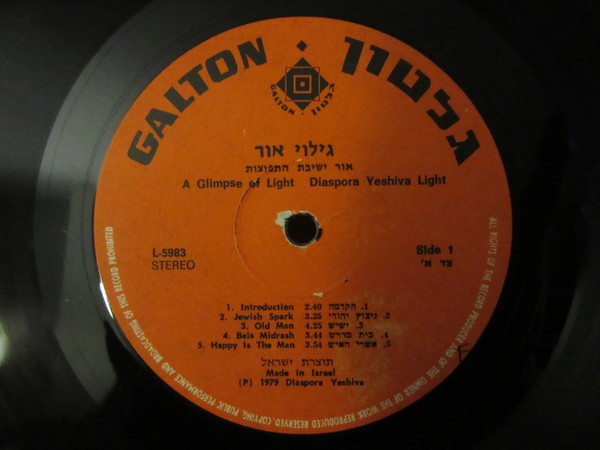 GALTON גלטון
GALTON • גלטון
גילוי אור
אור ישיבת התפוצות
A Glimpse of Light Diaspora Yeshiva Light
L-5983
STEREO
Side 1
צד א'
1. Introduction 2.40 הקדמה .1
2. Jewish Spark 3.25 ניצוץ יהודי .2
3. Old Man 4.25 ישיש .3
4. Beis Midrash 3.44 בית מדרש .4
5. Happy Is The Man 3.54 אשרי האיש .5
תוצרת ישראל
Made in Israel
(P) 1979 Diaspora Yeshiva
ALL RIGHTS OF THE RECORD PRODUCER AND OF THE OWNER OF THE WORK REPRODUCED RESERVED. COPYING, PUBLIC PERFORMANCE AND BROADCASTING OF THIS RECORD PROHIBITED